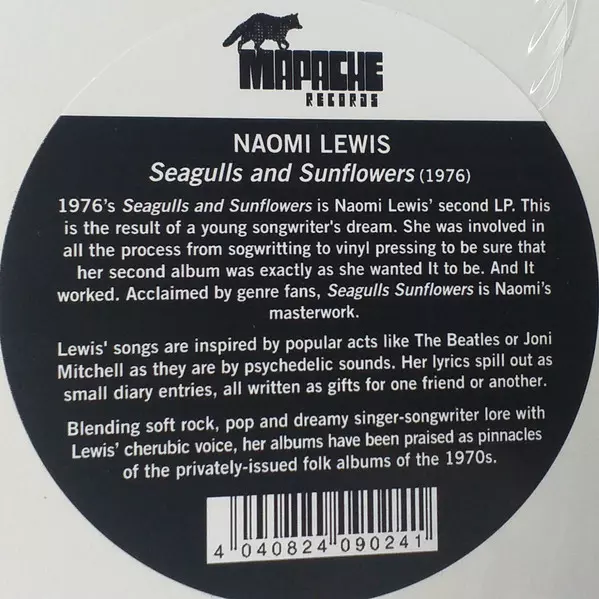 MAPACHE
RECORDS
NAOMI LEWIS
Seagulls and Sunflowers (1976)
1976's Seagulls and Sunflowers is Naomi Lewis' second LP. This
is the result of a young songwriter's dream. She was involved in
all the process from sogwritting to vinyl pressing to be sure that
her second album was exactly as she wanted It to be. And It
worked. Acclaimed by genre fans, Seagulls Sunflowers is Naomi's
masterwork.
Lewis' songs are inspired by popular acts like The Beatles or Joni
Mitchell as they are by psychedelic sounds. Her lyrics spill out as
small diary entries, all written as gifts for one friend or another.
Blending soft rock, pop and dreamy singer-songwriter lore with
Lewis' cherubic voice, her albums have been praised as pinnacles
of the privately-issued folk albums of the 1970s.
4 040824 090241